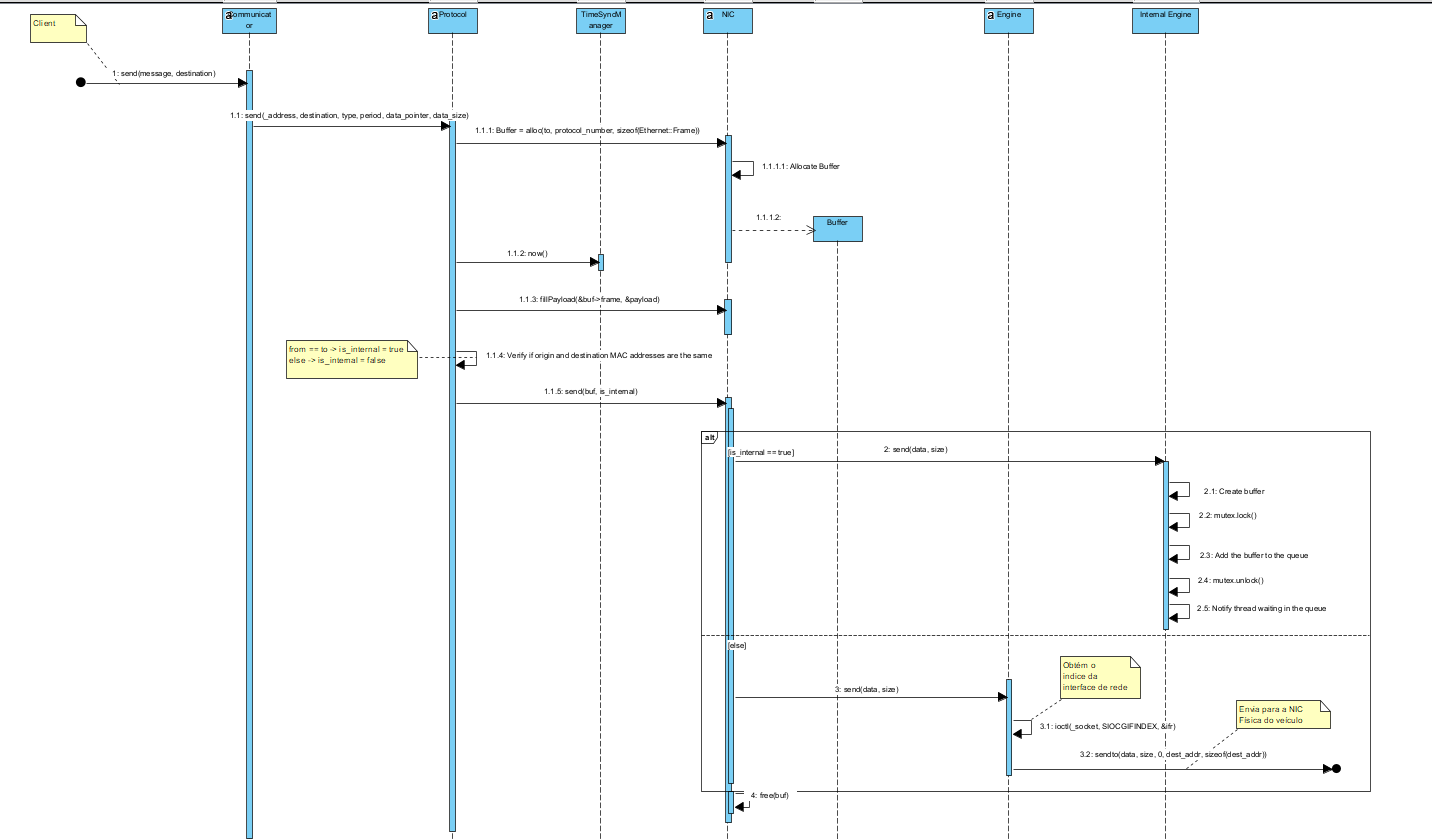 Client
a
Communicat
or
a
Protocol
TimeSyncM
anager
a
NIC
a
Engine
Internal Engine
1: send(message, destination)
1.1: send(_address, destination, type, period, data_pointer, data_size)
1.1.1: Buffer = alloc(to, protocol_number, sizeof(Ethernet::Frame))
1.1.1.1: Allocate Buffer
1.1.1.2:
Buffer
1.1.2: now()
1.1.3: fillPayload(&buf->frame, &payload)
from == to -> is_internal = true
else -> is_internal = false
1.1.4: Verify if origin and destination MAC addresses are the same
1.1.5: send(buf, is_internal)
alt
[is_internal == true]
2: send(data, size)
2.1: Create buffer
2.2: mutex.lock()
2.3: Add the buffer to the queue
2.4: mutex.unlock()
2.5: Notify thread waiting in the queue
[else]
Obtém o
índice da
interface de rede
3: send(data, size)
Envia para a NIC
Física do veículo
3.1: ioctl(_socket, SIOCGIFINDEX, &ifr)
3.2: sendto(data, size, 0, dest_addr, sizeof(dest_addr))
4: free(buf)